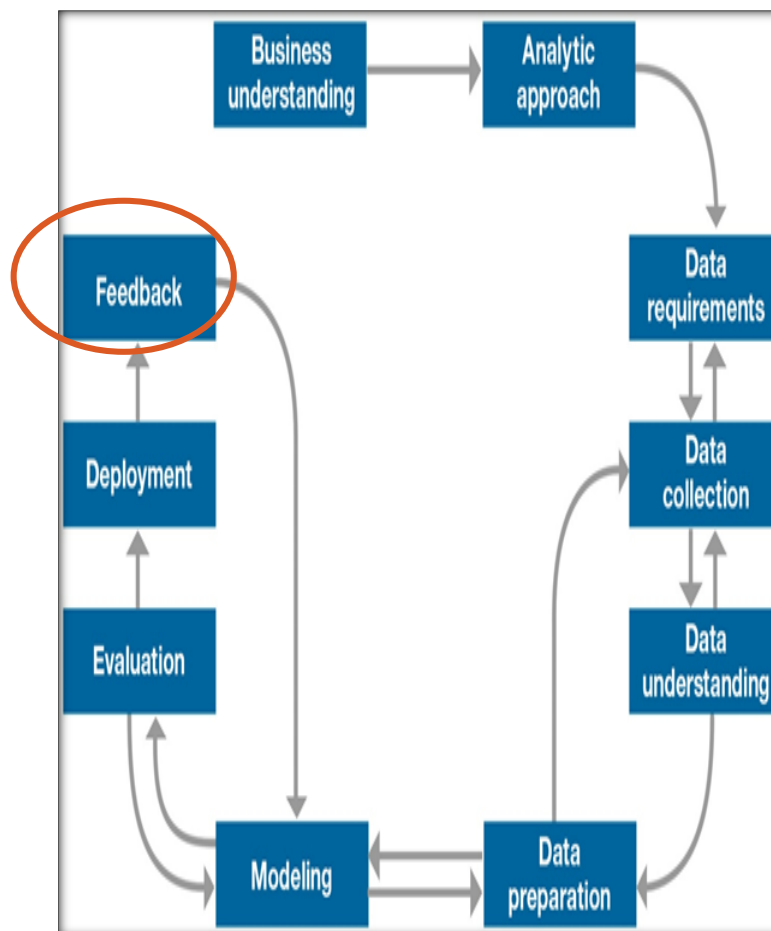 Business
understanding
Analytic
approach
Feedback
Data
requirements
Deployment
Data
collection
Evaluation
Data
understanding
Modeling
Data
preparation